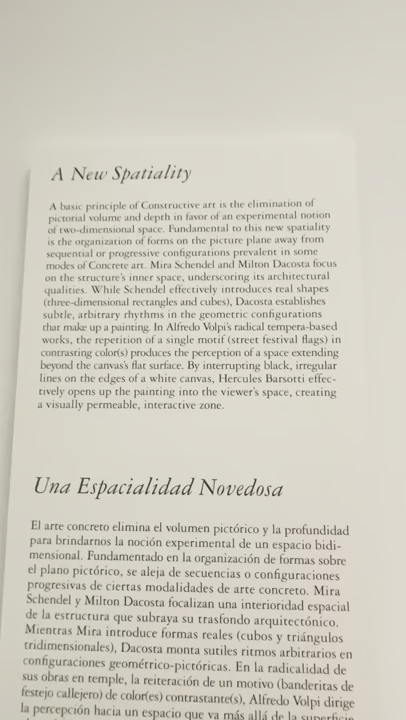 A New Spatiality
A basic principle of Constructive art is the elimination of
pictorial volume and depth in favor of an experimental notion
of two-dimensional space. Fundamental to this new spatiality
is the organization of forms on the picture plane away from
sequential or progressive configurations prevalent in some
modes of Concrete art. Mira Schendel and Milton Dacosta focus
on the structure's inner space, underscoring its architectural
qualities. While Schendel effectively introduces real shapes
(three-dimensional rectangles and cubes), Dacosta establishes
subtle, arbitrary rhythms in the geometric configurations
that make up a painting. In Alfredo Volpi's radical tempera-based
works, the repetition of a single motif (street festival flags) in
contrasting color(s) produces the perception of a space extending
beyond the canvas's flat surface. By interrupting black, irregular
lines on the edges of a white canvas, Hercules Barsotti effec-
tively opens up the painting into the viewer's space, creating
a visually permeable, interactive zone.
Una Espacialidad Novedosa
El arte concreto elimina el volumen pictórico y la profundidad
para brindarnos la noción experimental de un espacio bidi-
mensional. Fundamentado en la organización de formas sobre
el plano pictórico, se aleja de secuencias o configuraciones
progresivas de ciertas modalidades de arte concreto. Mira
Schendel y Milton Dacosta focalizan una interioridad espacial
de la estructura que subraya su trasfondo arquitectónico.
Mientras Mira introduce formas reales (cubos y triángulos
tridimensionales), Dacosta monta sutiles ritmos arbitrarios en
configuraciones geométrico-pictóricas. En la radicalidad de
sus obras en temple, la reiteración de un motivo (banderitas de
festejo callejero) de color(es) contrastante(s), Alfredo Volpi dirige
la percepción hacia un espacio que va más allá de la superficie